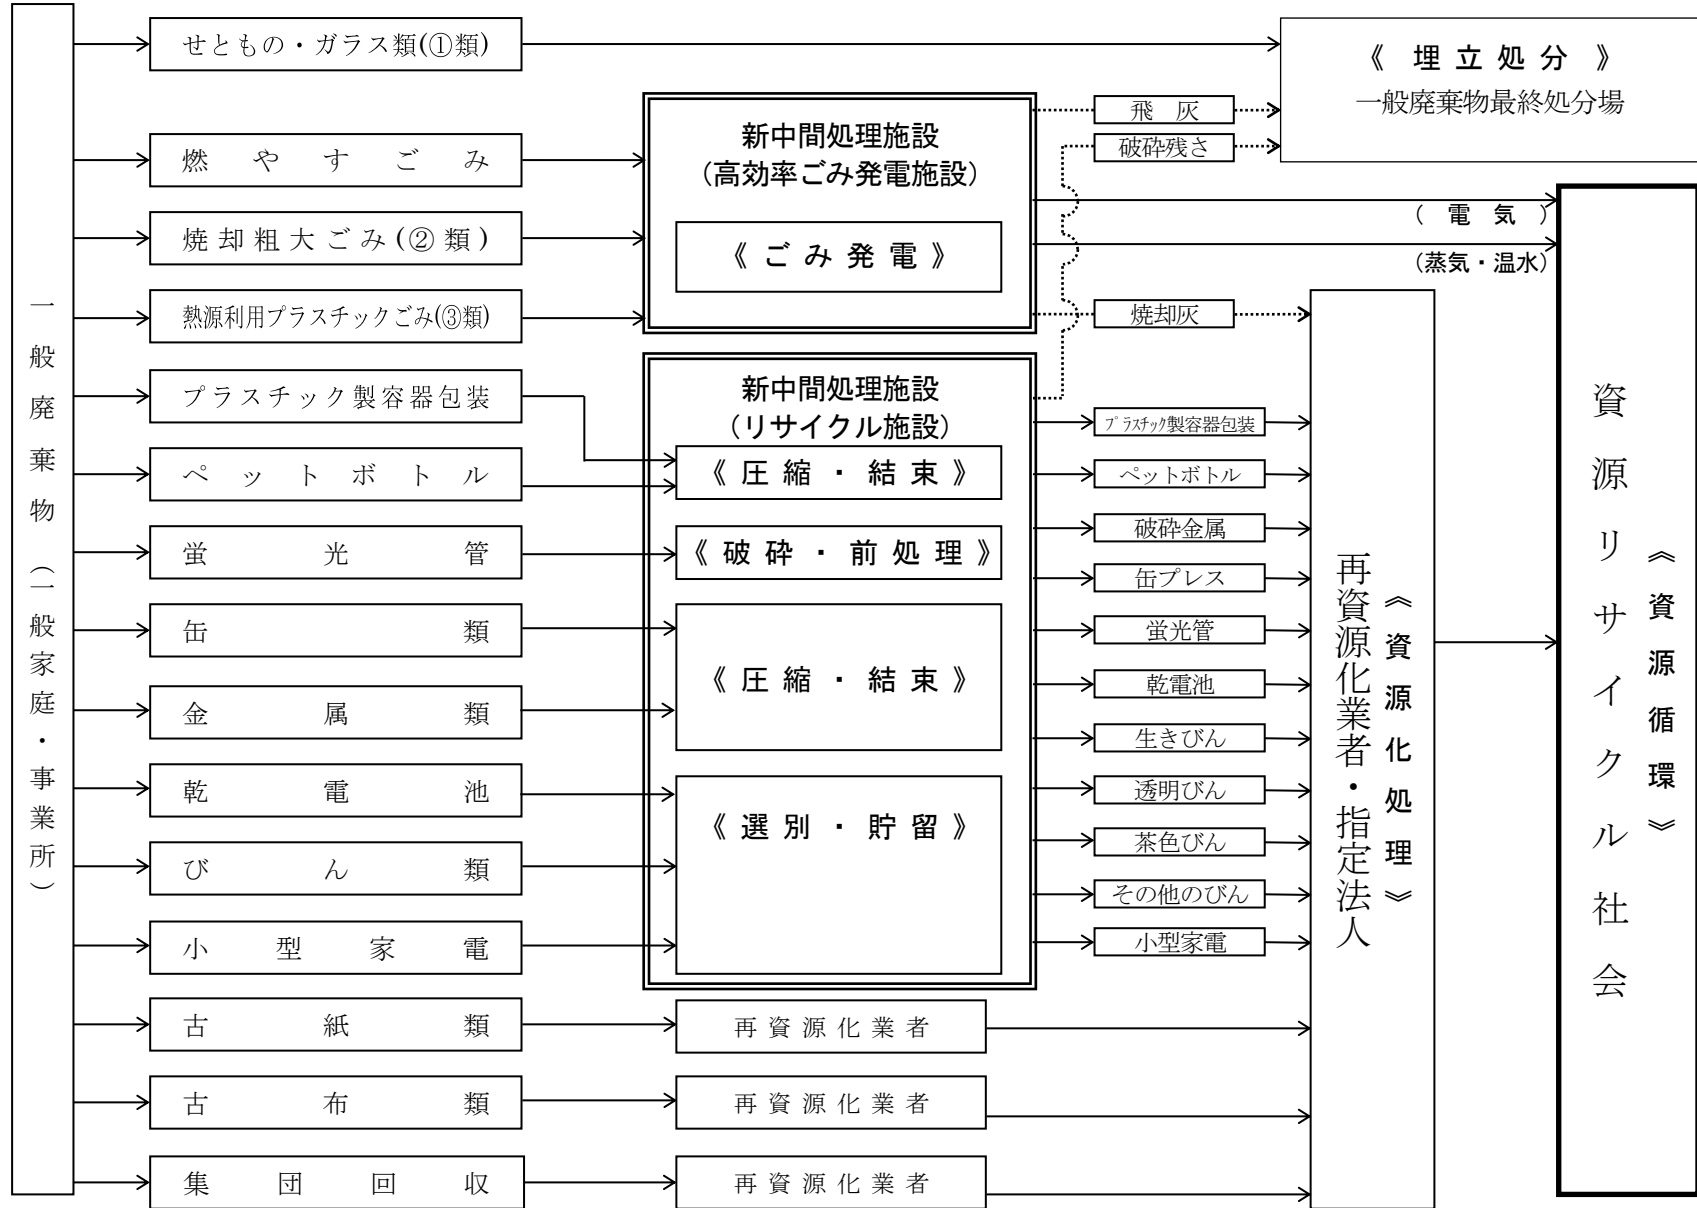 一般廃棄物（一般家庭・事業所）
せともの・ガラス類(①類)
燃やすごみ
焼却粗大ごみ(②類)
熱源利用プラスチックごみ(③類)
プラスチック製容器包装
ペットボトル
蛍光管
缶類
金属類
乾電池
びん類
小型家電
古紙類
古布類
集団回収
新中間処理施設
（高効率ごみ発電施設）
《ごみ発電》
新中間処理施設
（リサイクル施設）
《圧縮・結束》
《破砕・前処理》
《圧縮・結束》
《選別・貯留》
再資源化業者
再資源化業者
再資源化業者
飛灰
破砕残さ
焼却灰
プラスチック製容器包装
ペットボトル
破砕金属
缶プレス
蛍光管
乾電池
生きびん
透明びん
茶色びん
その他のびん
小型家電
《埋立処分》
一般廃棄物最終処分場
（電気）
（蒸気・温水）
《資源化処理》
再資源化業者・指定法人
《資源循環》
資源リサイクル社会